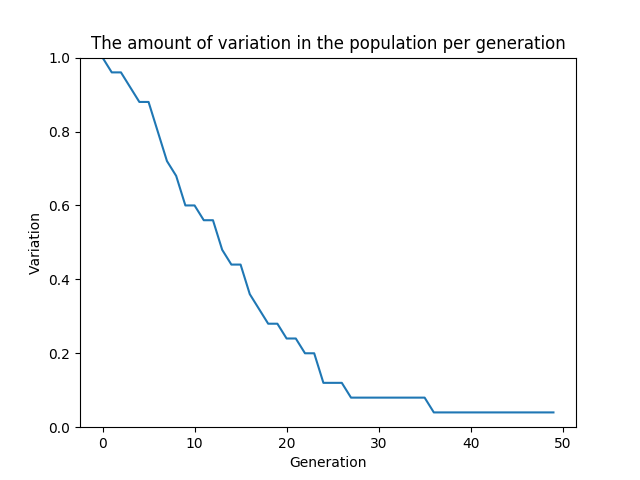 The amount of variation in the population per generation
1.0
0.8
0.6
0.4
0.2
0.0
Variation
0 10 20 30 40 50
Generation